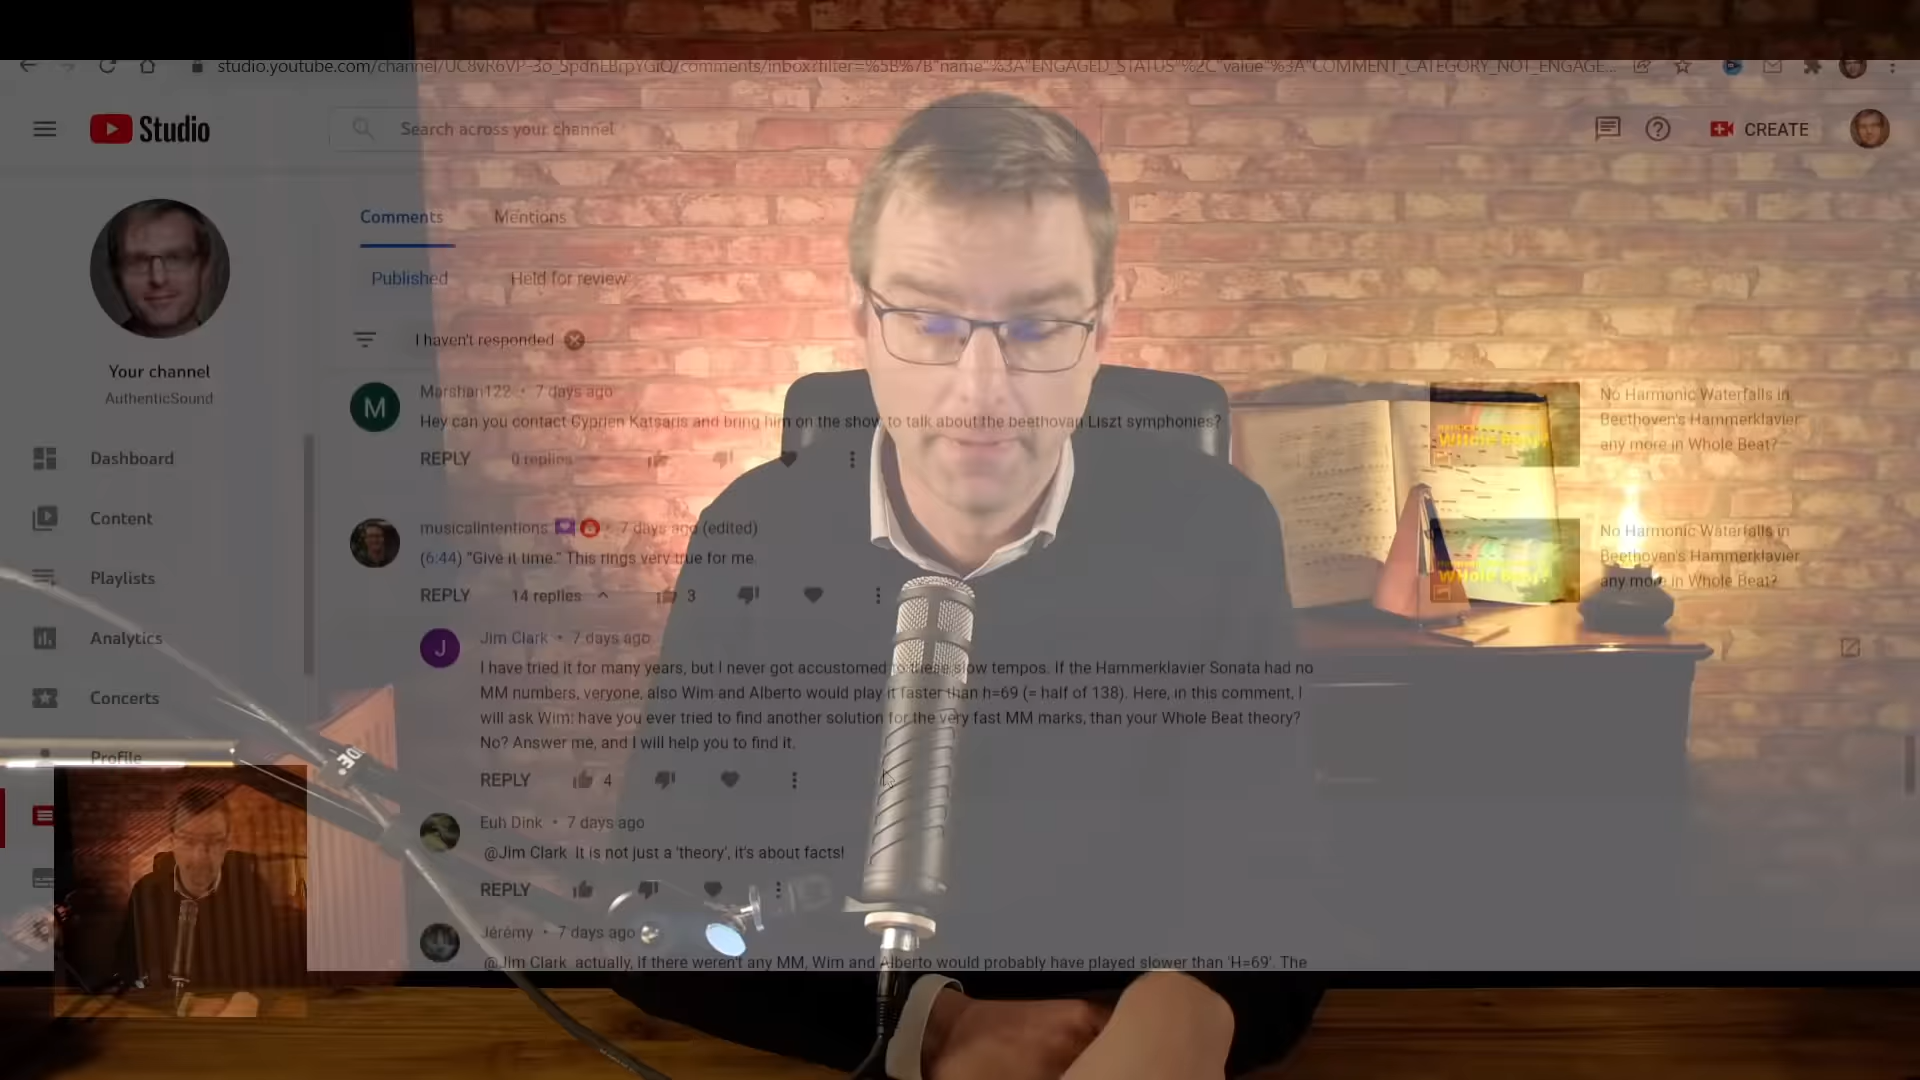 studio.youtube.com/channel/UC8vR6VP-3o_SpdnEBrpYGIQ/comments/inbox?filter=%5B%7B"name"%3A"ENGAGED_STATUS"%2C"value"%3A"COMMENT_CATEGORY_NOT_ENGAGE...
Studio
Search across your channel
CREATE
Comments
Mentions
Published
Held for review
I haven't responded
Your channel
AuthenticSound
Dashboard
Content
Playlists
Analytics
Concerts
Profile
M
Marshan122 • 7 days ago
Hey can you contact Cyprien Katsaris and bring him on the show to talk about the beethovan Liszt symphonies?
REPLY 0 replies
No Harmonic Waterfalls in
Beethoven's Hammerklavier
any more in Whole Beat?
WHole Beat
musicalintentions • 7 days ago (edited)
(6:44) "Give it time." This rings very true for me.
REPLY 14 replies 3
No Harmonic Waterfalls in
Beethoven's Hammerklavier
any more in Whole Beat?
WHole Beat
J
Jim Clark • 7 days ago
I have tried it for many years, but I never got accustomed to these slow tempos. If the Hammerklavier Sonata had no
MM numbers, veryone, also Wim and Alberto would play it faster than h=69 (= half of 138). Here, in this comment, I
will ask Wim: have you ever tried to find another solution for the very fast MM marks, than your Whole Beat theory?
No? Answer me, and I will help you to find it.
REPLY 4
Euh Dink • 7 days ago
@Jim Clark It is not just a 'theory', it's about facts!
REPLY
Jérémy • 7 days ago
@Jim Clark actually, if there weren't any MM, Wim and Alberto would probably have played slower than 'H=69'. The